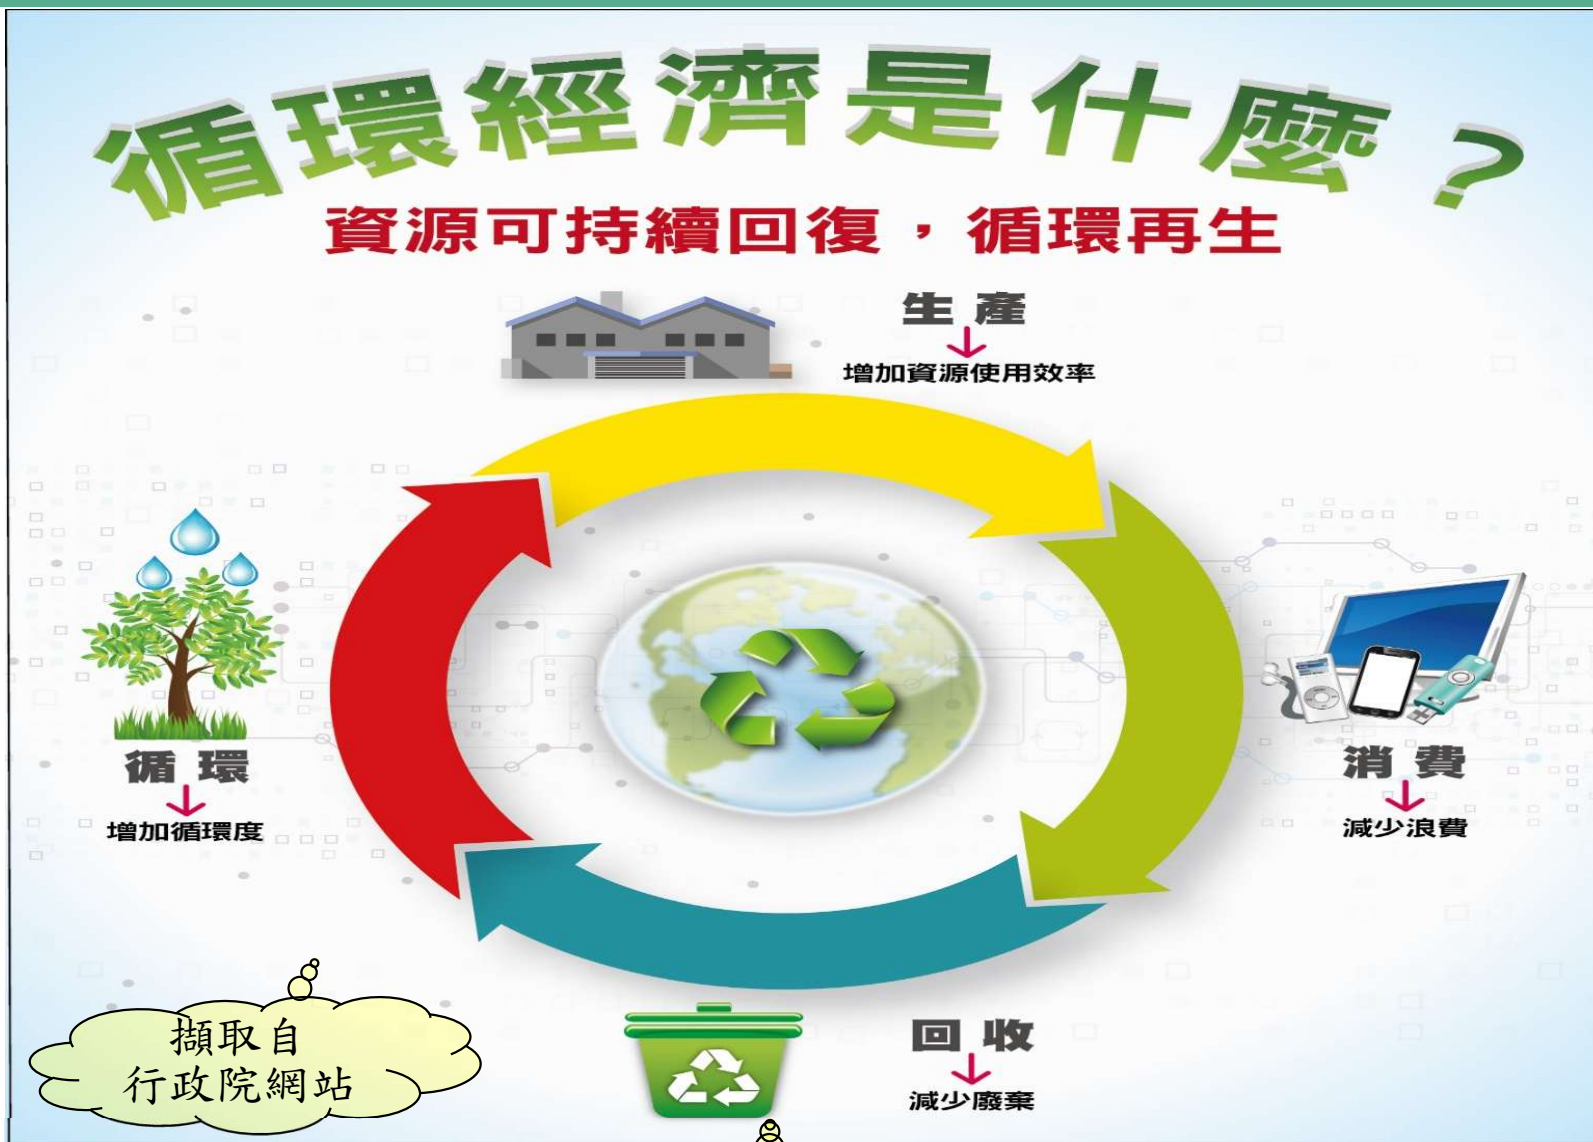 循環經濟是什麼？
資源可持續回復，循環再生
生產
增加資源使用效率
消費
減少浪費
循環
增加循環度
回收
減少廢棄
擷取自
行政院網站